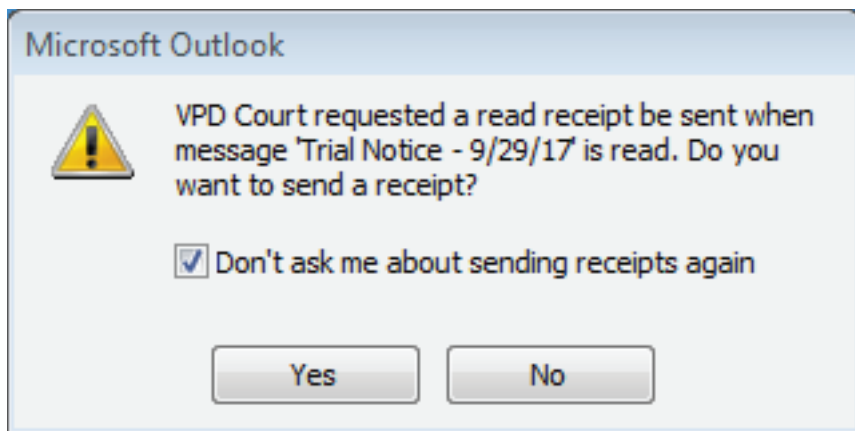 Microsoft Outlook
VPD Court requested a read receipt be sent when
message 'Trial Notice - 9/29/17' is read. Do you
want to send a receipt?
Don't ask me about sending receipts again
Yes
No